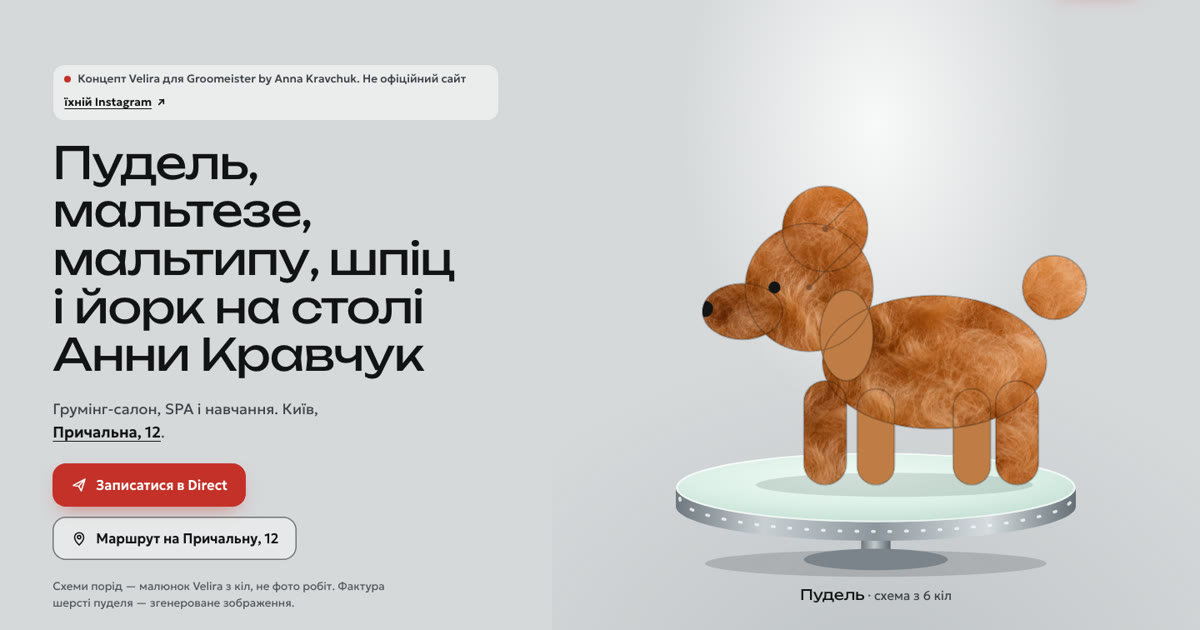 Концепт Velira для Groomeister by Anna Kravchuk. Не офіційний сайт
їхній Instagram ↗
Пудель,
мальтезе,
мальтипу, шпіц
і йорк на столі
Анни Кравчук
Грумінг-салон, SPA і навчання. Київ,
Причальна, 12.
Записатися в Direct
Маршрут на Причальну, 12
Схеми порід — малюнок Velira з кіл, не фото робіт. Фактура
шерсті пуделя — згенероване зображення.
Пудель · схема з 6 кіл